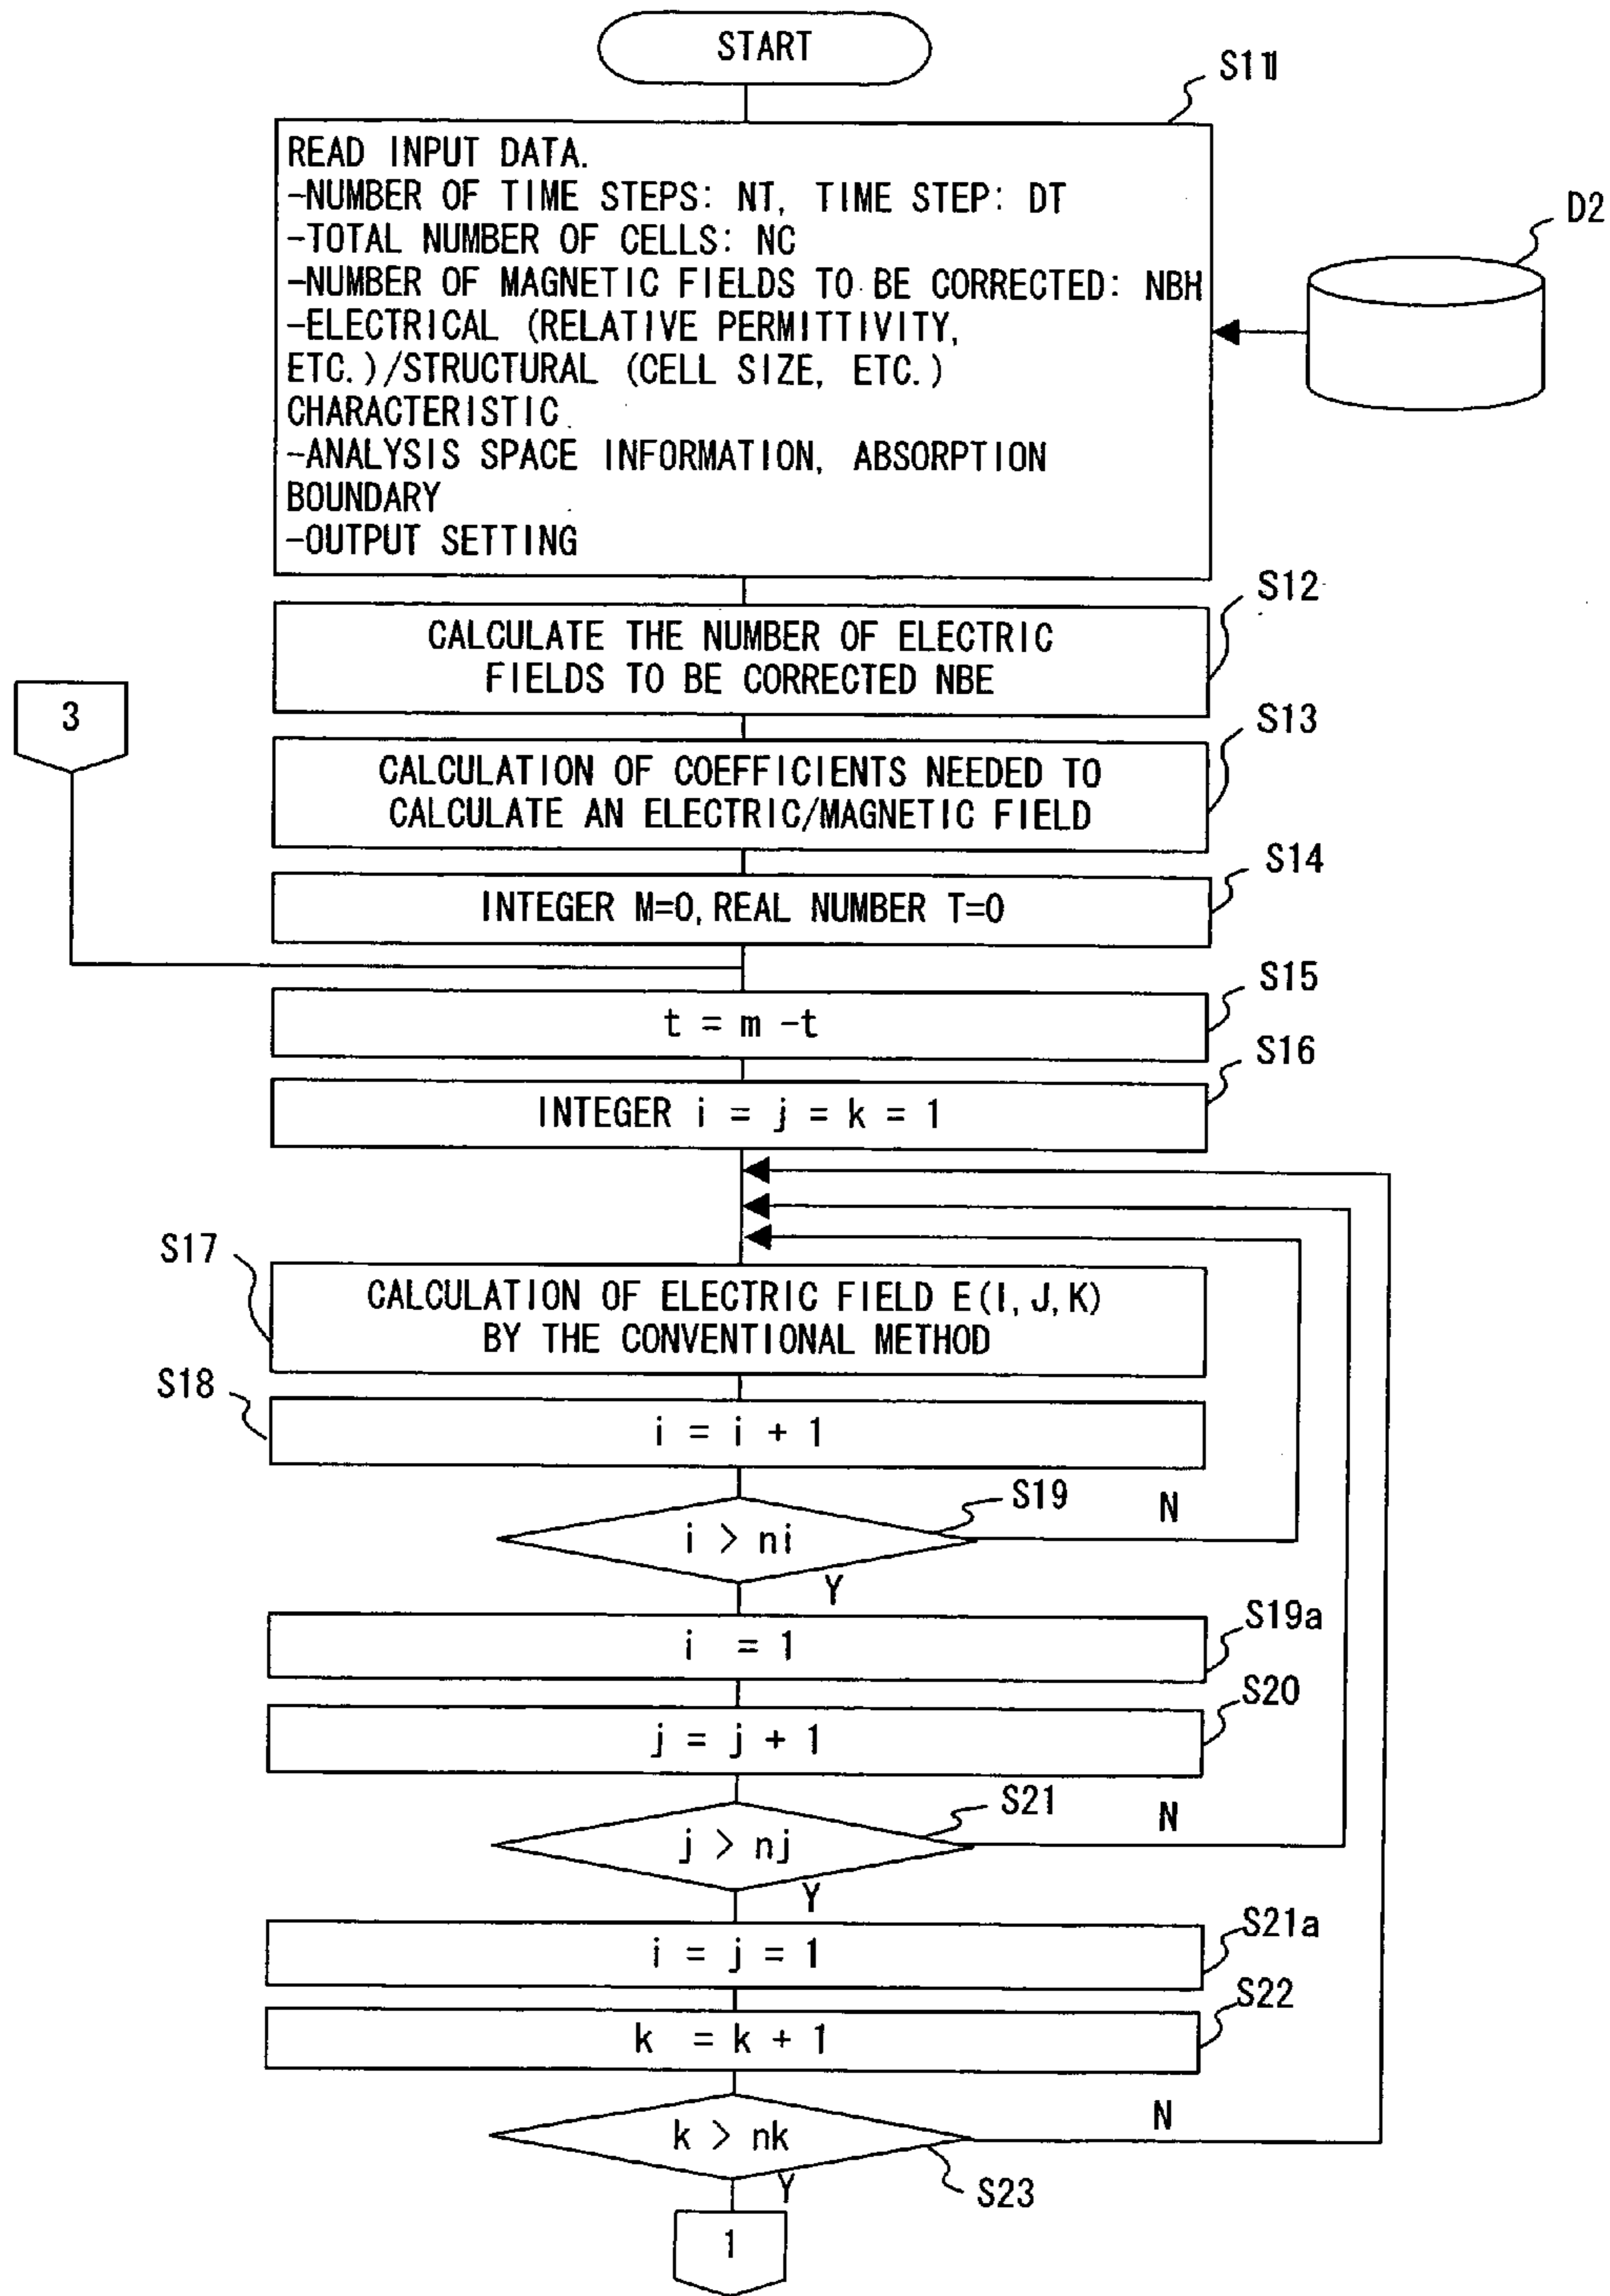 START
S11
READ INPUT DATA.
-NUMBER OF TIME STEPS: NT, TIME STEP: DT
-TOTAL NUMBER OF CELLS: NC
-NUMBER OF MAGNETIC FIELDS TO BE CORRECTED: NBH
-ELECTRICAL (RELATIVE PERMITTIVITY,
ETC.)/STRUCTURAL (CELL SIZE, ETC.)
CHARACTERISTIC
-ANALYSIS SPACE INFORMATION, ABSORPTION
BOUNDARY
-OUTPUT SETTING
D2
S12
CALCULATE THE NUMBER OF ELECTRIC
FIELDS TO BE CORRECTED NBE
3
S13
CALCULATION OF COEFFICIENTS NEEDED TO
CALCULATE AN ELECTRIC/MAGNETIC FIELD
S14
INTEGER M=0, REAL NUMBER T=0
S15
t = m -t
S16
INTEGER i = j = k = 1
S17
CALCULATION OF ELECTRIC FIELD E(I, J, K)
BY THE CONVENTIONAL METHOD
S18
i = i + 1
S19
N
i > ni
Y
S19a
i = 1
S20
j = j + 1
S21
N
j > nj
Y
S21a
i = j = 1
S22
k = k + 1
N
k > nk
S23
Y
1